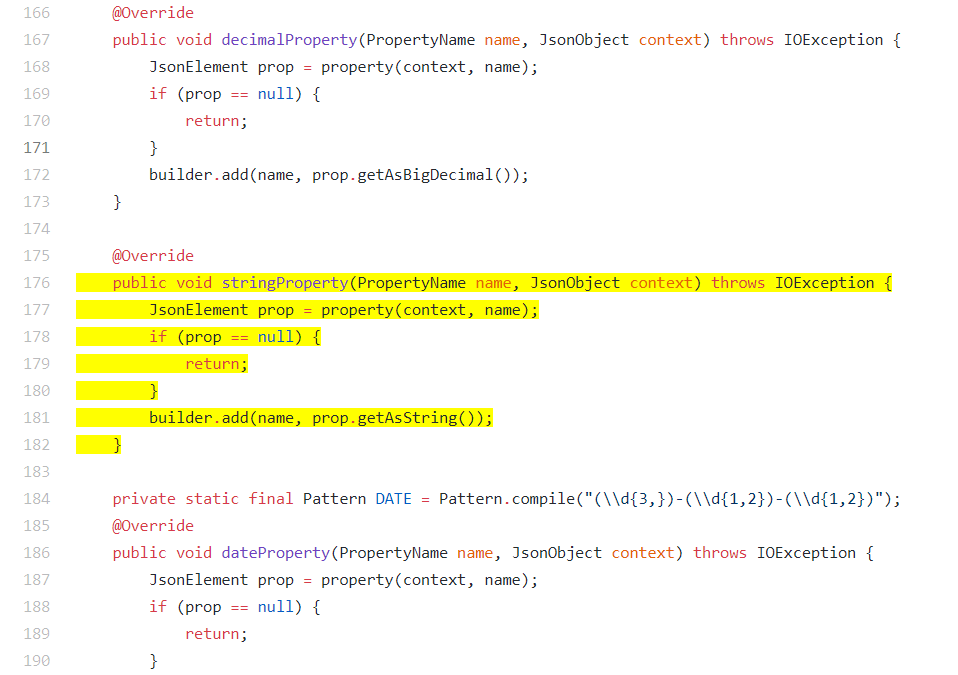 166 @Override
167 public void decimalProperty(PropertyName name, JsonObject context) throws IOException {
168 JsonElement prop = property(context, name);
169 if (prop == null) {
170 return;
171 }
172 builder.add(name, prop.getAsBigDecimal());
173 }
174
175 @Override
176 public void stringProperty(PropertyName name, JsonObject context) throws IOException {
177 JsonElement prop = property(context, name);
178 if (prop == null) {
179 return;
180 }
181 builder.add(name, prop.getAsString());
182 }
183
184 private static final Pattern DATE = Pattern.compile("(\\d{3,})-(\\d{1,2})-(\\d{1,2})");
185 @Override
186 public void dateProperty(PropertyName name, JsonObject context) throws IOException {
187 JsonElement prop = property(context, name);
188 if (prop == null) {
189 return;
190 }